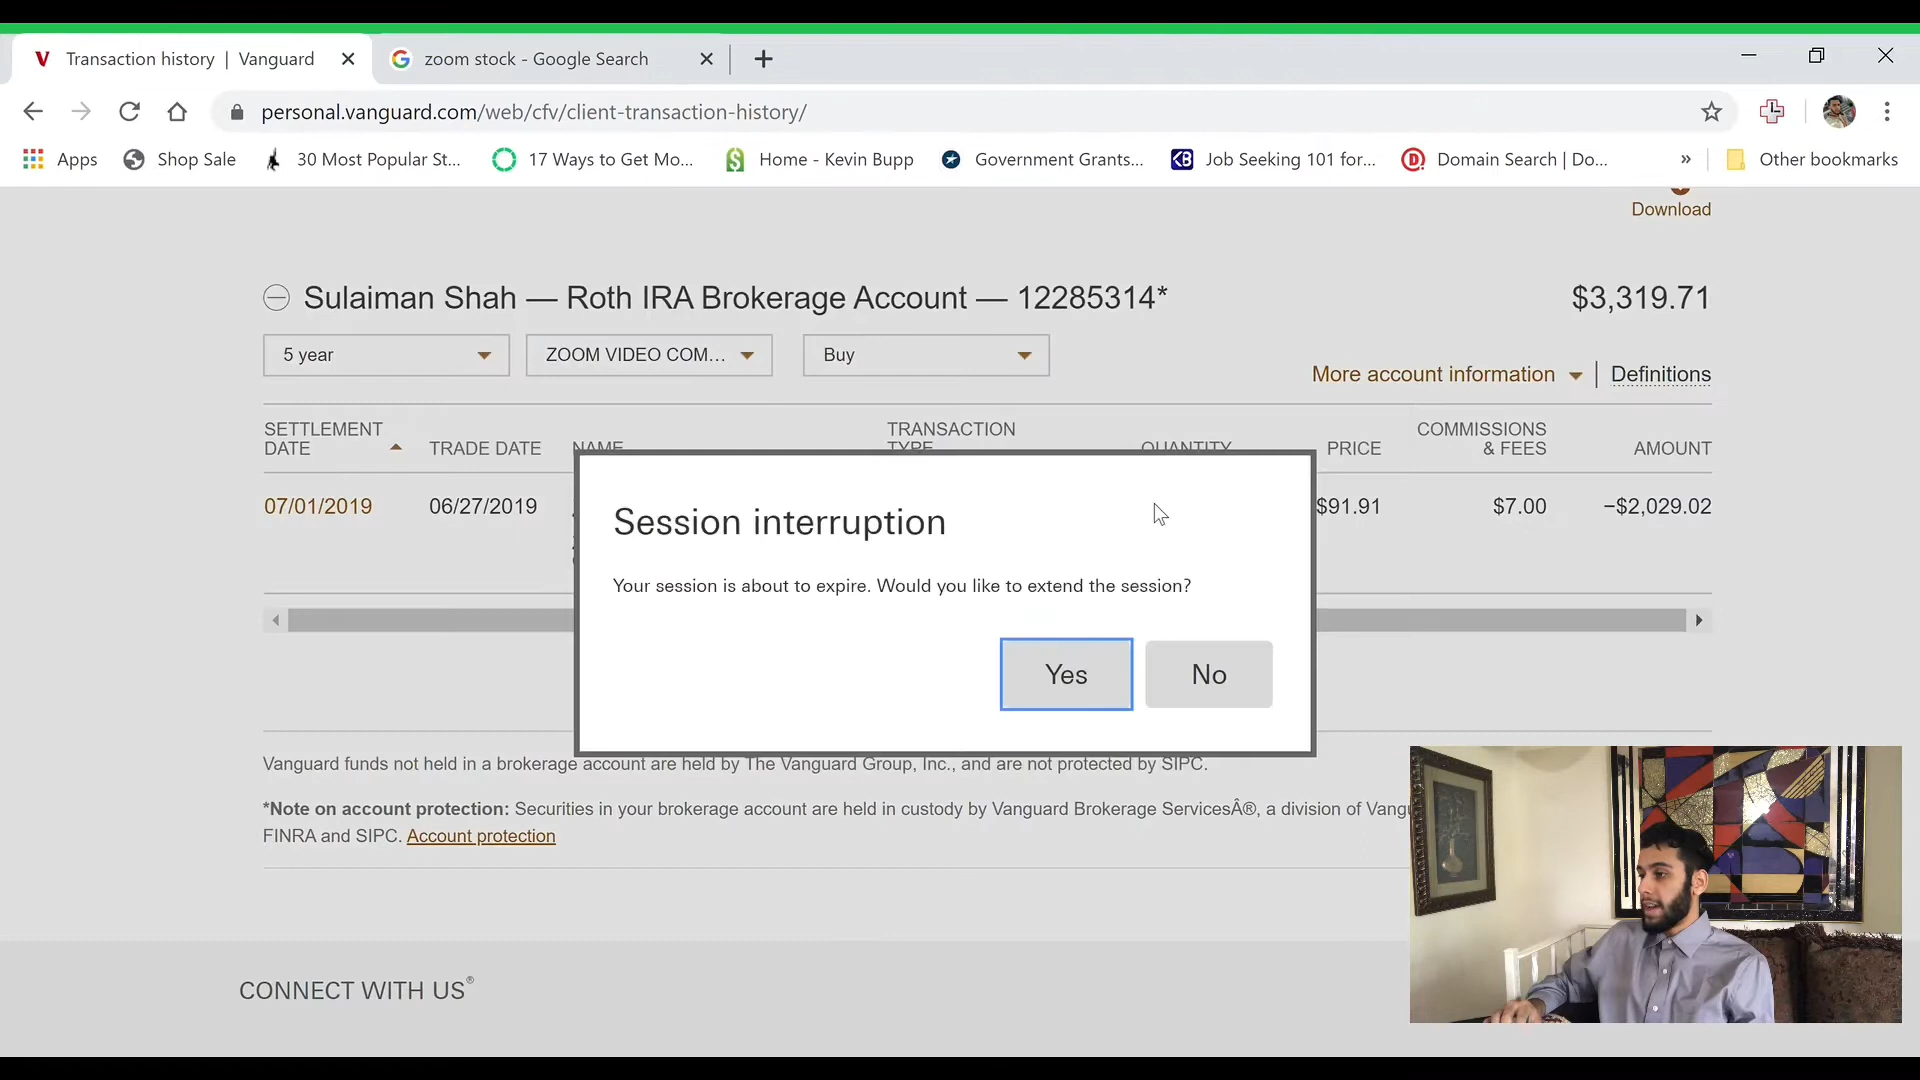 Transaction history | Vanguard
zoom stock - Google Search
personal.vanguard.com/web/cfv/client-transaction-history/
Apps
Shop Sale
30 Most Popular St...
17 Ways to Get Mo...
Home - Kevin Bupp
Government Grants...
Job Seeking 101 for...
Domain Search | Do...
»
Other bookmarks
Download
Sulaiman Shah — Roth IRA Brokerage Account — 12285314*
$3,319.71
5 year
ZOOM VIDEO COM...
Buy
More account information
Definitions
SETTLEMENT DATE
TRADE DATE
NAME
TRANSACTION TYPE
QUANTITY
PRICE
COMMISSIONS & FEES
AMOUNT
07/01/2019
06/27/2019
$91.91
$7.00
−$2,029.02
Session interruption
Your session is about to expire. Would you like to extend the session?
Yes
No
Vanguard funds not held in a brokerage account are held by The Vanguard Group, Inc., and are not protected by SIPC.
*Note on account protection: Securities in your brokerage account are held in custody by Vanguard Brokerage ServicesÂ®, a division of Vangu
FINRA and SIPC. Account protection
CONNECT WITH US®